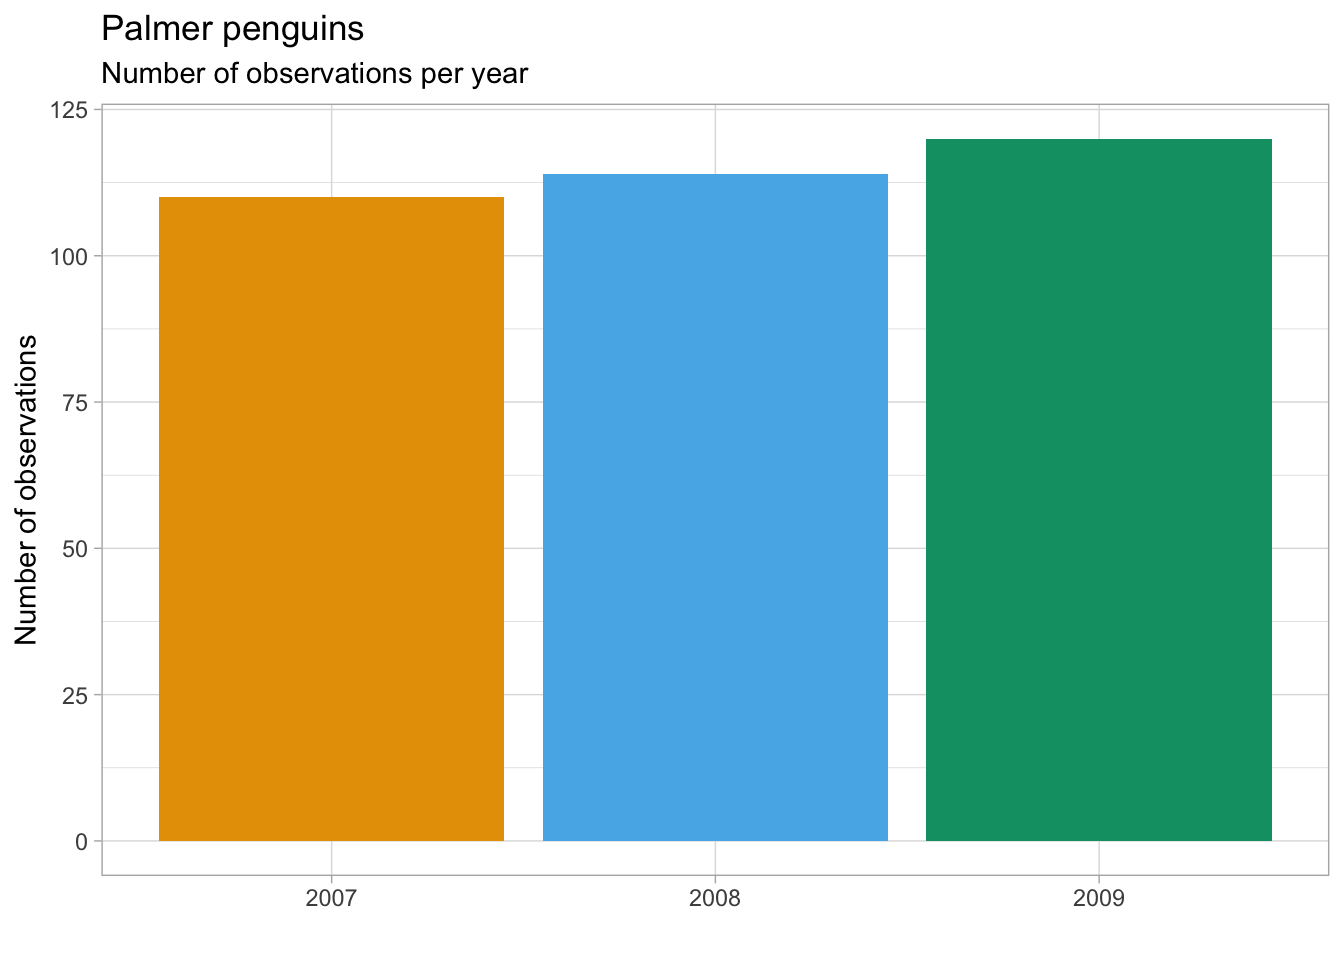 Palmer penguins
Number of observations per year
125
100
75
50
25
0
Number of observations
2007 2008 2009